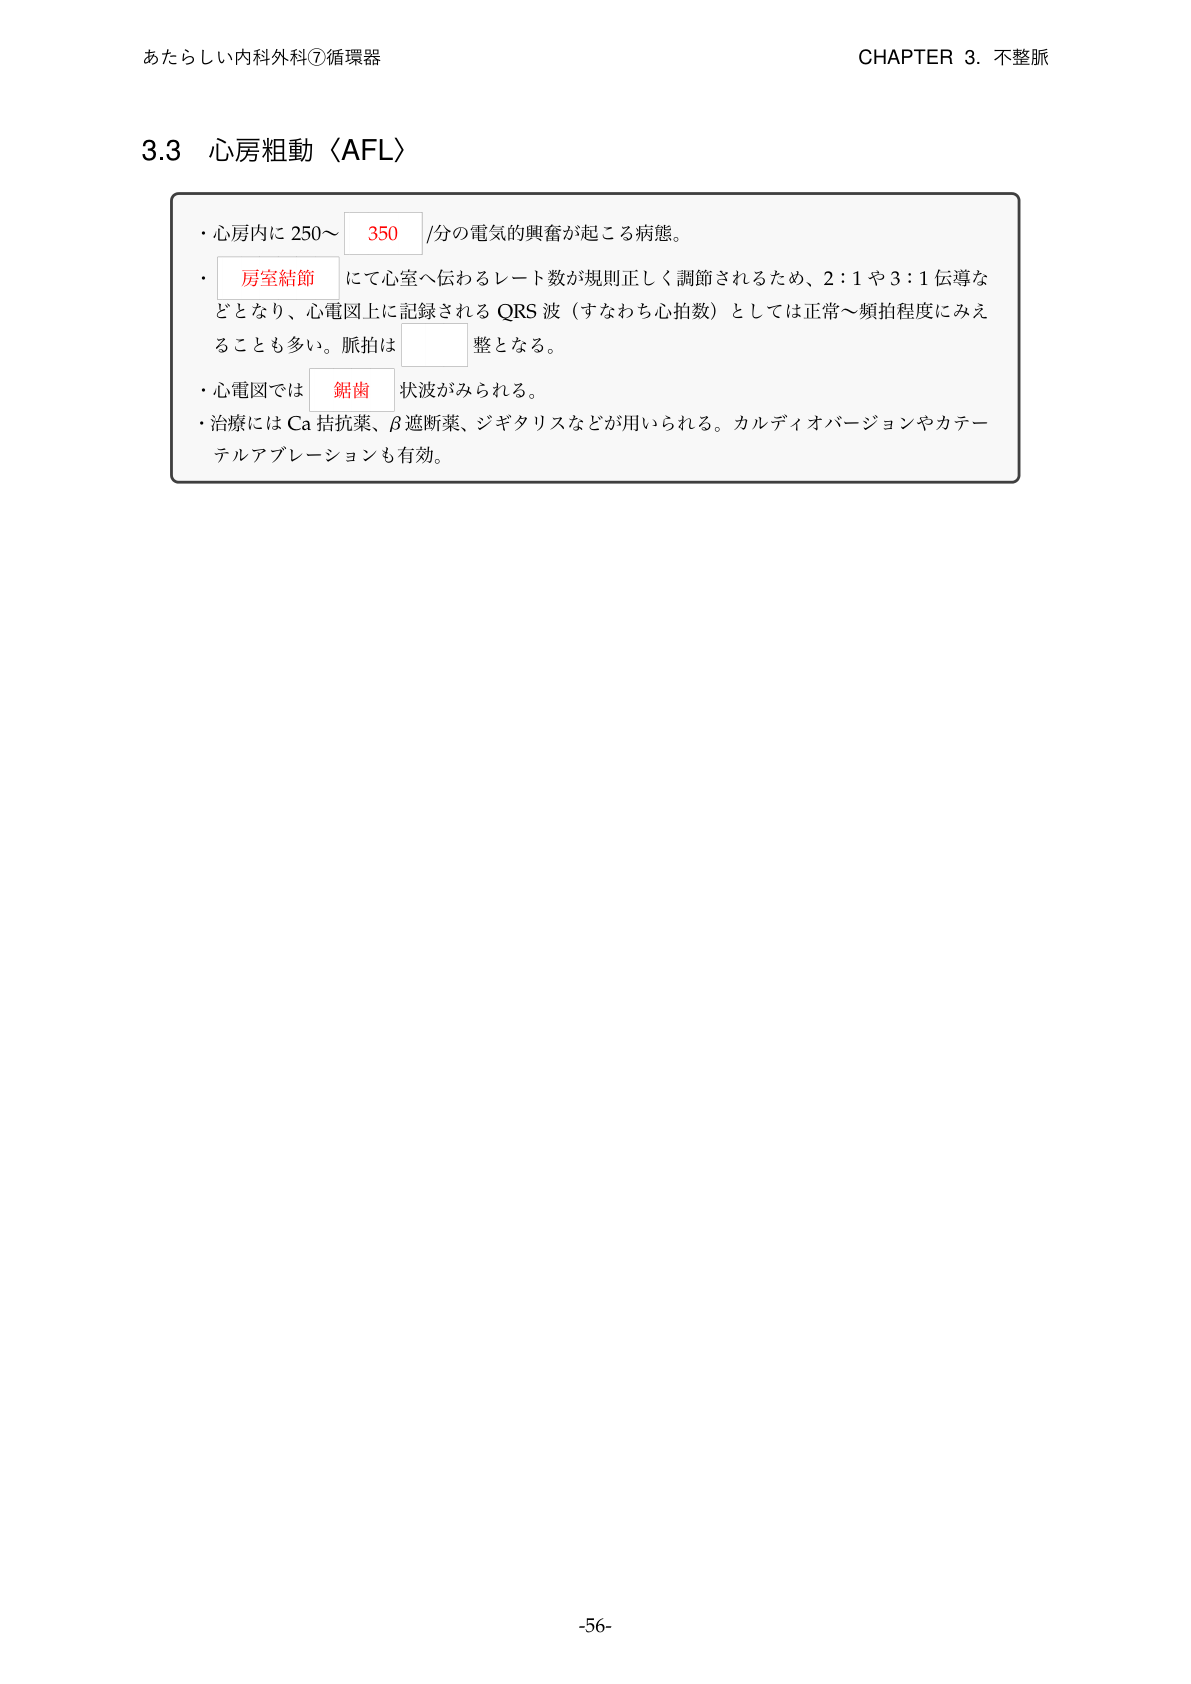 あたらしい内科外科⑦循環器 CHAPTER 3. 不整脈
3.3 心房粗動〈AFL〉
・心房内に 250〜 350 /分の電気的興奮が起こる病態。
・ 房室結節 にて心室へ伝わるレート数が規則正しく調節されるため、2：1 や 3：1 伝導な
どとなり、心電図上に記録される QRS 波（すなわち心拍数）としては正常〜頻拍程度にみえ
ることも多い。脈拍は 整となる。
・心電図では 鋸歯 状波がみられる。
・治療には Ca 拮抗薬、β 遮断薬、ジギタリスなどが用いられる。カルディオバージョンやカテー
テルアブレーションも有効。
-56-